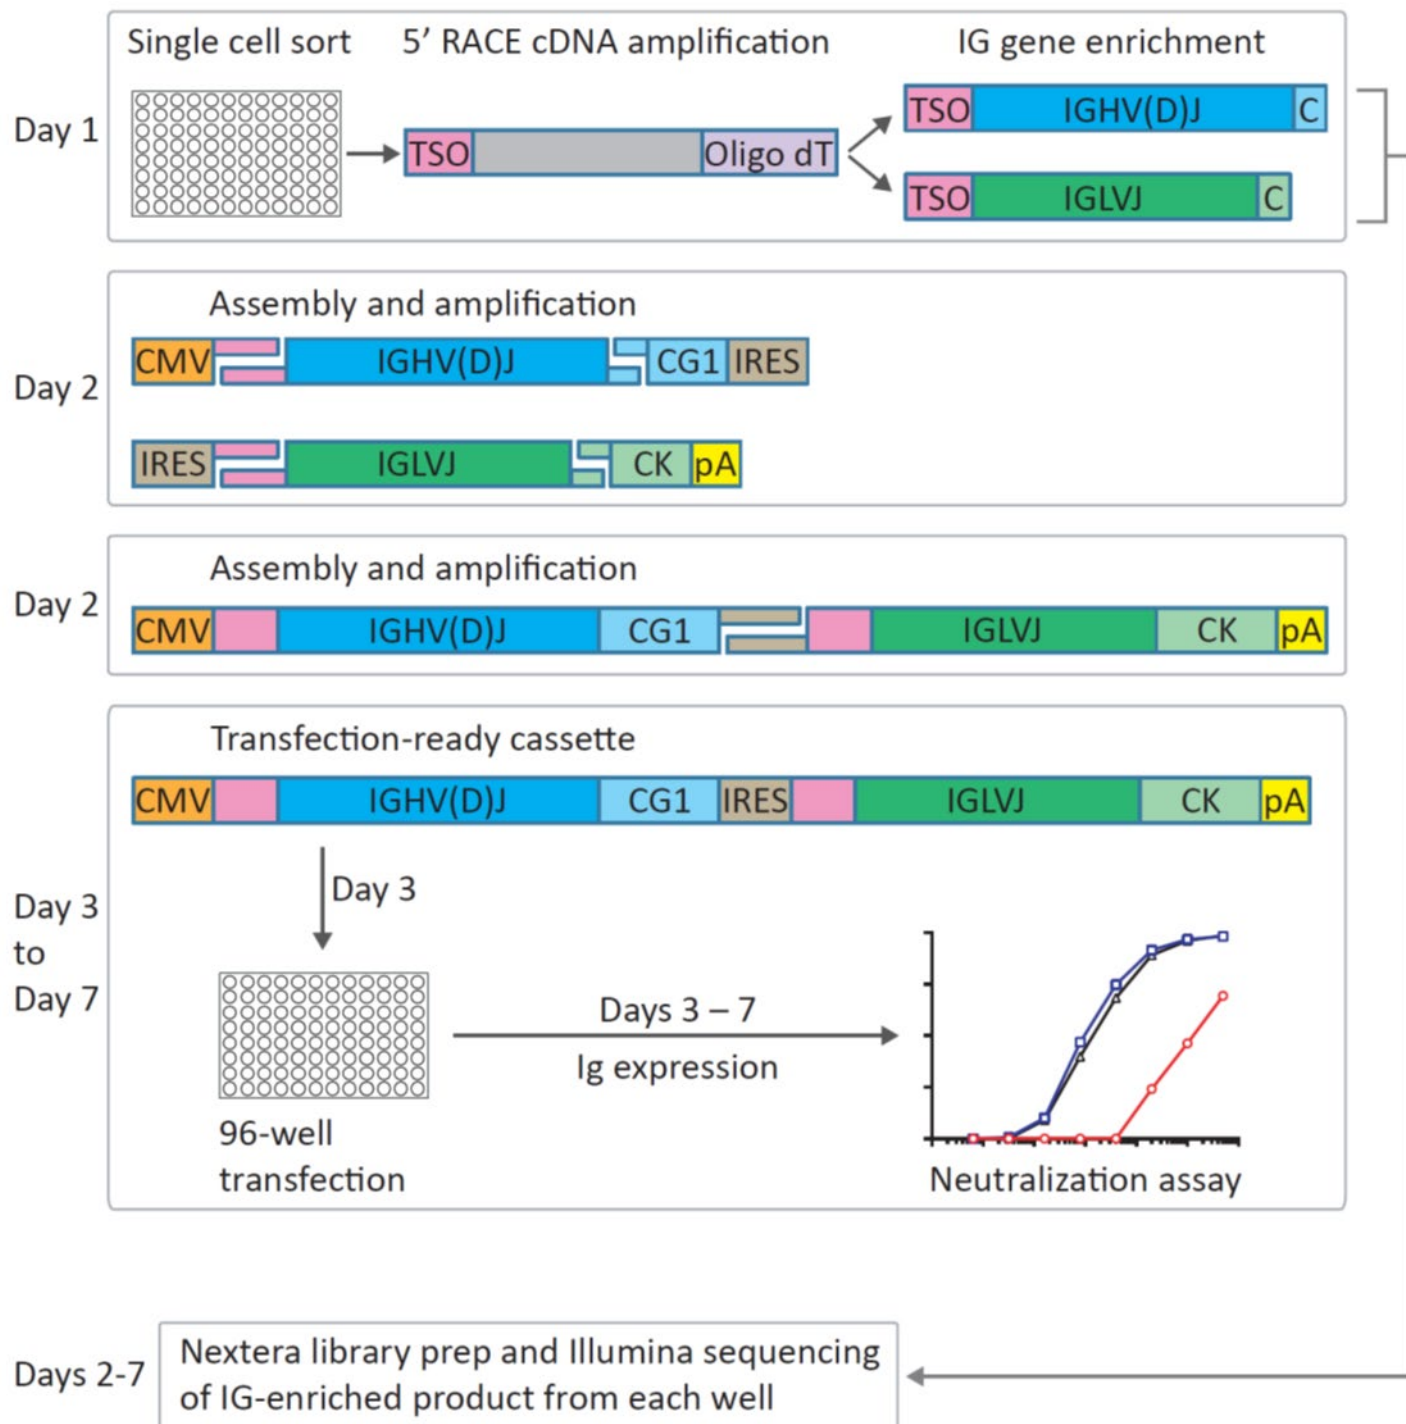 Single cell sort
5’ RACE cDNA amplification
IG gene enrichment
Day 1
TSO
Oligo dT
TSO
IGHV(D)J
C
TSO
IGLVJ
C
Assembly and amplification
Day 2
CMV
IGHV(D)J
CG1
IRES
IRES
IGLVJ
CK
pA
Assembly and amplification
Day 2
CMV
IGHV(D)J
CG1
IGLVJ
CK
pA
Transfection-ready cassette
CMV
IGHV(D)J
CG1
IRES
IGLVJ
CK
pA
Day 3
to
Day 7
Day 3
96-well
transfection
Days 3 – 7
Ig expression
Neutralization assay
Days 2-7
Nextera library prep and Illumina sequencing
of IG-enriched product from each well